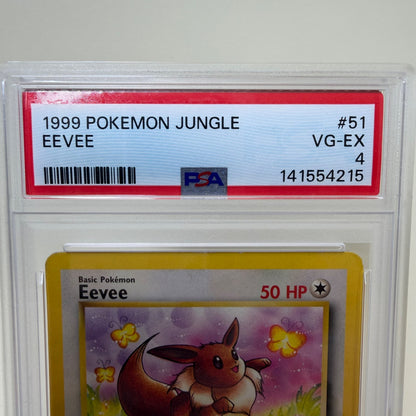 1999 POKEMON JUNGLE #51
EEVEE VG-EX
4
PSA 141554215
Basic Pokémon
Eevee 50 HP